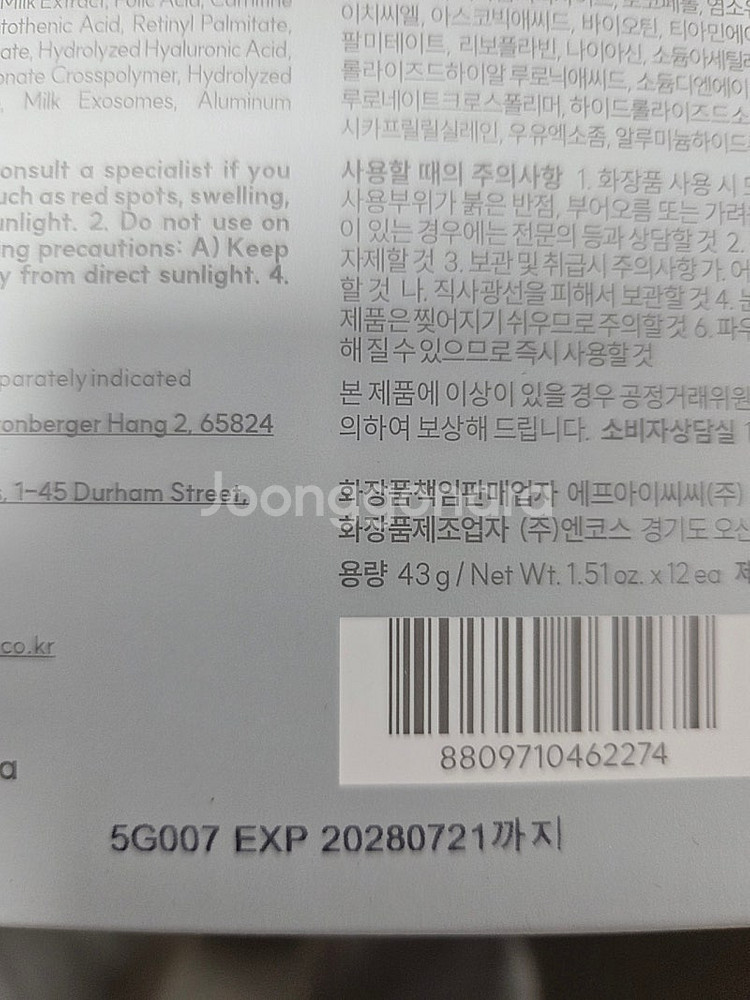 tothenic Acid, Retinyl Palmitate,
ate, Hydrolyzed Hyaluronic Acid,
onate Crosspolymer, Hydrolyzed
, Milk Exosomes, Aluminum
onsult a specialist if you
uch as red spots, swelling,
unlight. 2. Do not use on
ng precautions: A) Keep
y from direct sunlight. 4.
parately indicated
onberger Hang 2, 65824
, 1-45 Durham Street,
co.kr
a
이치씨엘, 아스코빅애씨드, 바이오틴, 티아민에이
팔미테이트, 리보플라빈, 나이아신, 소듐아세틸
롤라이즈드하이알루로닉애씨드, 소듐디엔에이
루로네이트크로스폴리머, 하이드롤라이즈드소
시카프릴릴실레인, 우유엑소좀, 알루미늄하이드
사용할 때의 주의사항 1. 화장품 사용 시
사용부위가 붉은 반점, 부어오름 또는 가려
이 있는 경우에는 전문의 등과 상담할 것 2.
자제할 것 3. 보관 및 취급시 주의사항 가. 어
할 것 나. 직사광선을 피해서 보관할 것 4.
제품은 찢어지기 쉬우므로 주의할것 6. 파우
해 질 수 있으므로 즉시 사용할것
본 제품에 이상이 있을 경우 공정거래위원
의하여 보상해 드립니다. 소비자상담실 1
화장품책임판매업자 에프아이씨씨(주)
화장품제조업자 (주)엔코스 경기도 오산
용량 43g / Net Wt. 1.51oz. x 12 ea 제
8809710462274
5G007 EXP 20280721까지
Joonggonara